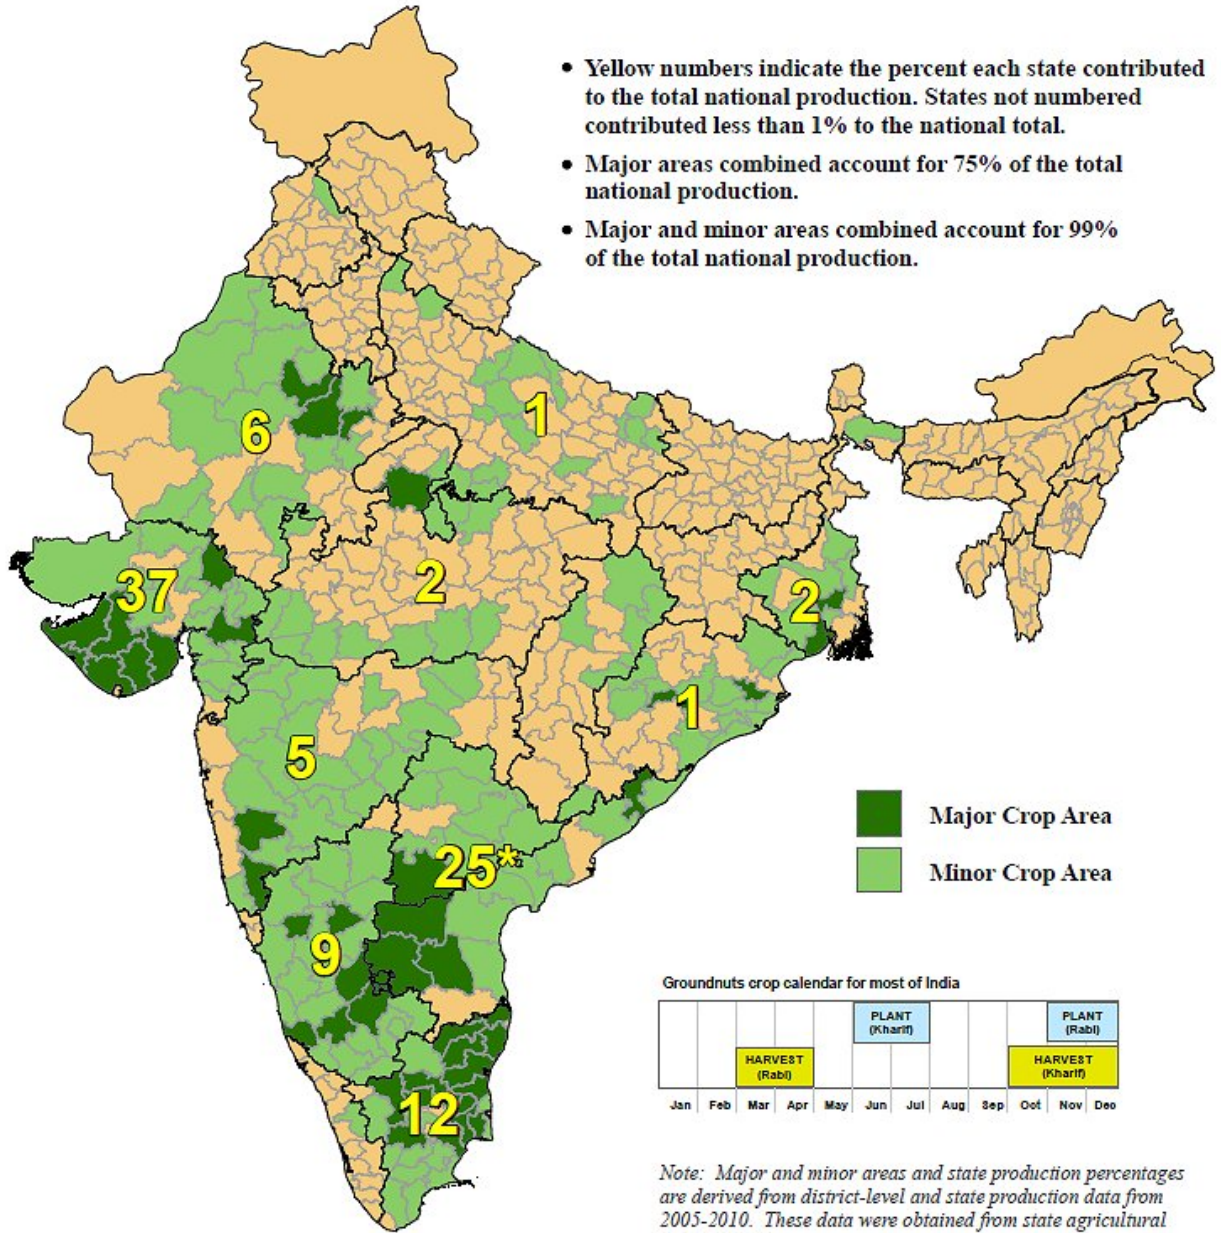 • Yellow numbers indicate the percent each state contributed
to the total national production. States not numbered
contributed less than 1% to the national total.
• Major areas combined account for 75% of the total
national production.
• Major and minor areas combined account for 99%
of the total national production.
6
1
37
2
2
1
5
25*
9
12
Major Crop Area
Minor Crop Area
Groundnuts crop calendar for most of India
PLANT
(Kharif)
PLANT
(Rabi)
HARVEST
(Rabi)
HARVEST
(Kharif)
Jan Feb Mar Apr May Jun Jul Aug Sep Oct Nov Dec
Note: Major and minor areas and state production percentages
are derived from district-level and state production data from
2005-2010. These data were obtained from state agricultural